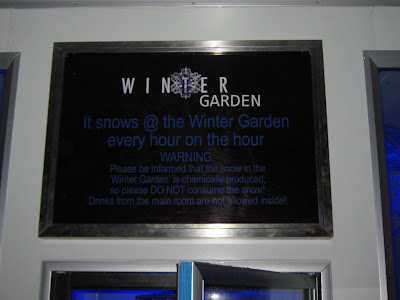 WINTER
GARDEN
It snows @ the Winter Garden
every hour on the hour
WARNING:
Please be informed that the snow in the
'Winter Garden' is chemically produced,
so please DO NOT consume the snow!
Drinks from the main room are not allowed inside!